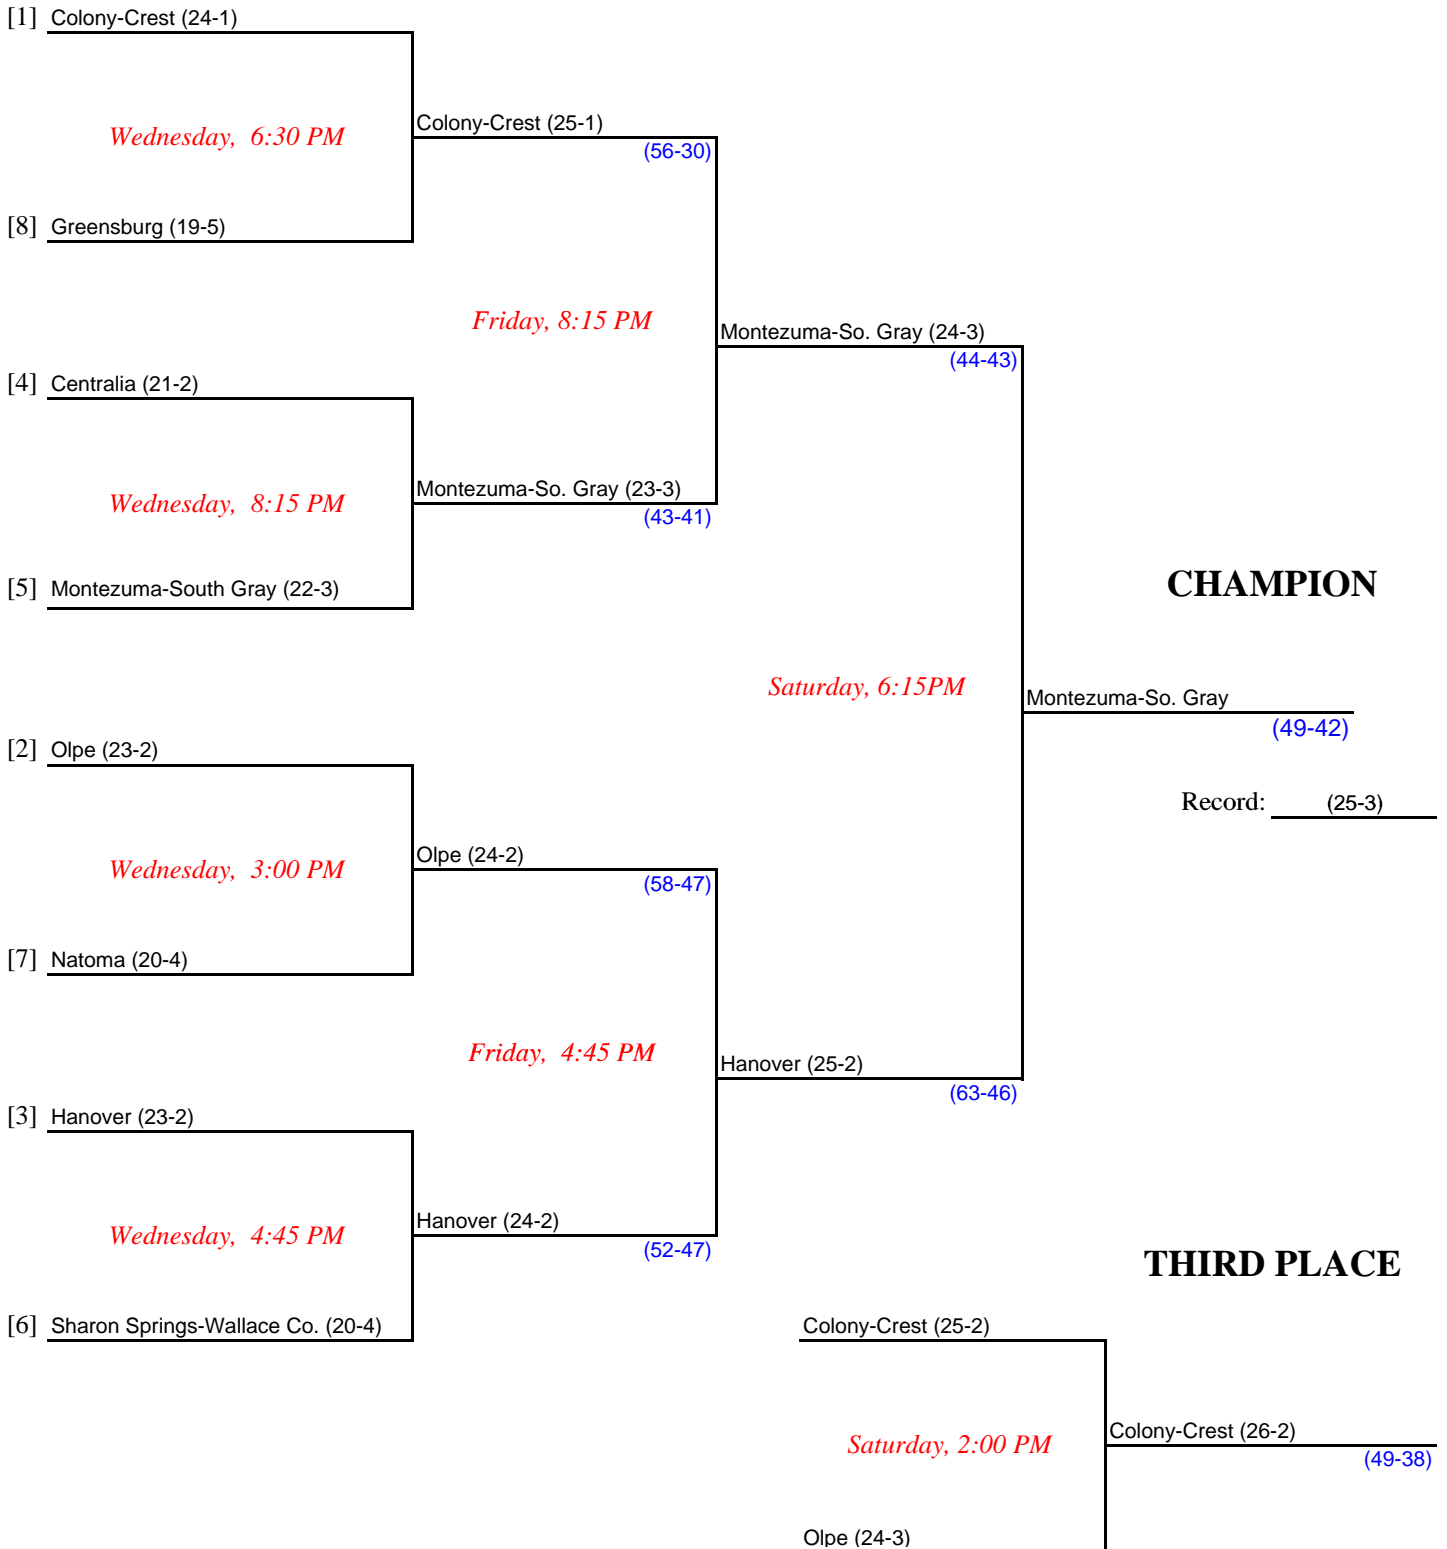 [1] Colony-Crest (24-1)
Wednesday, 6:30 PM
Colony-Crest (25-1)
(56-30)
[8] Greensburg (19-5)
Friday, 8:15 PM
Montezuma-So. Gray (24-3)
(44-43)
[4] Centralia (21-2)
Wednesday, 8:15 PM
Montezuma-So. Gray (23-3)
(43-41)
[5] Montezuma-South Gray (22-3)
CHAMPION
Saturday, 6:15PM
Montezuma-So. Gray
(49-42)
Record: (25-3)
[2] Olpe (23-2)
Wednesday, 3:00 PM
Olpe (24-2)
(58-47)
[7] Natoma (20-4)
Friday, 4:45 PM
Hanover (25-2)
(63-46)
[3] Hanover (23-2)
Wednesday, 4:45 PM
Hanover (24-2)
(52-47)
[6] Sharon Springs-Wallace Co. (20-4)
THIRD PLACE
Colony-Crest (25-2)
Saturday, 2:00 PM
Colony-Crest (26-2)
(49-38)
Olpe (24-3)